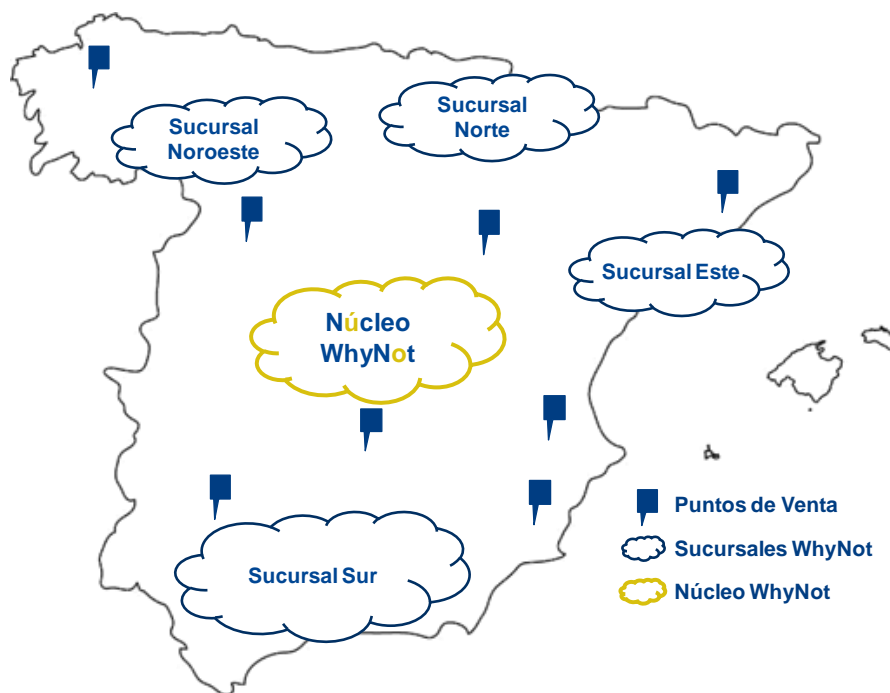 Sucursal
Noroeste
Sucursal
Norte
Sucursal Este
Núcleo
WhyNot
Sucursal Sur
Puntos de Venta
Sucursales WhyNot
Núcleo WhyNot